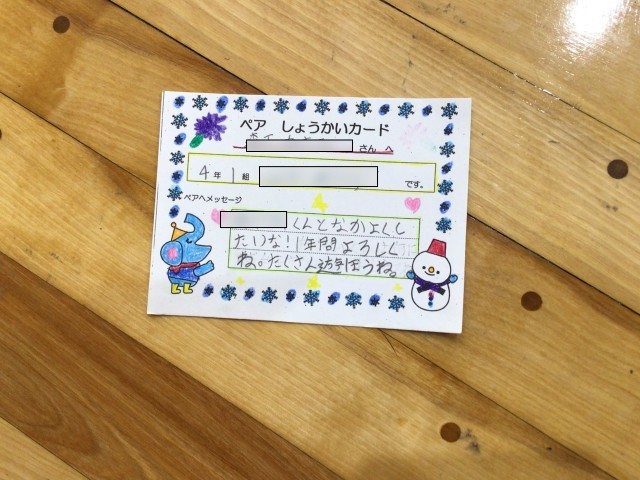 ペア しょうかいカード
さん へ
4年 1組 です。
ペアへメッセージ
くんとなかよくし
たいな!1年間よろしく
ね。たくさん遊ぼうね。